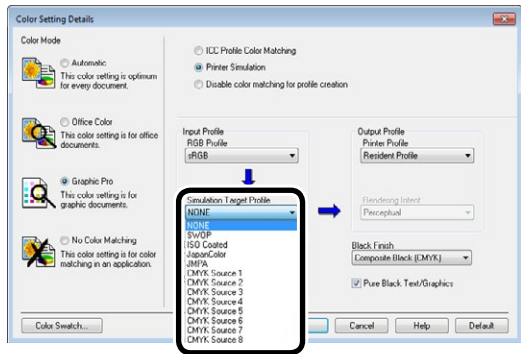 Color Setting Details
Color Mode
Automatic
This color setting is optimum
for every document.
Office Color
This color setting is for office
documents.
Graphic Pro
This color setting is for
graphic documents.
No Color Matching
This color setting is for color
matching in an application.
ICC Profile Color Matching
Printer Simulation
Disable color matching for profile creation
Input Profile
RGB Profile
sRGB
Simulation Target Profile
NONE
NONE
SWOP
ISO Coated
JapanColor
JMPA
CMYK Source 1
CMYK Source 2
CMYK Source 3
CMYK Source 4
CMYK Source 5
CMYK Source 6
CMYK Source 7
CMYK Source 8
Output Profile
Printer Profile
Resident Profile
Rendering Intent
Perceptual
Black Finish
Composite Black (CMYK)
Pure Black Text/Graphics
Color Swatch...
Cancel
Help
Default